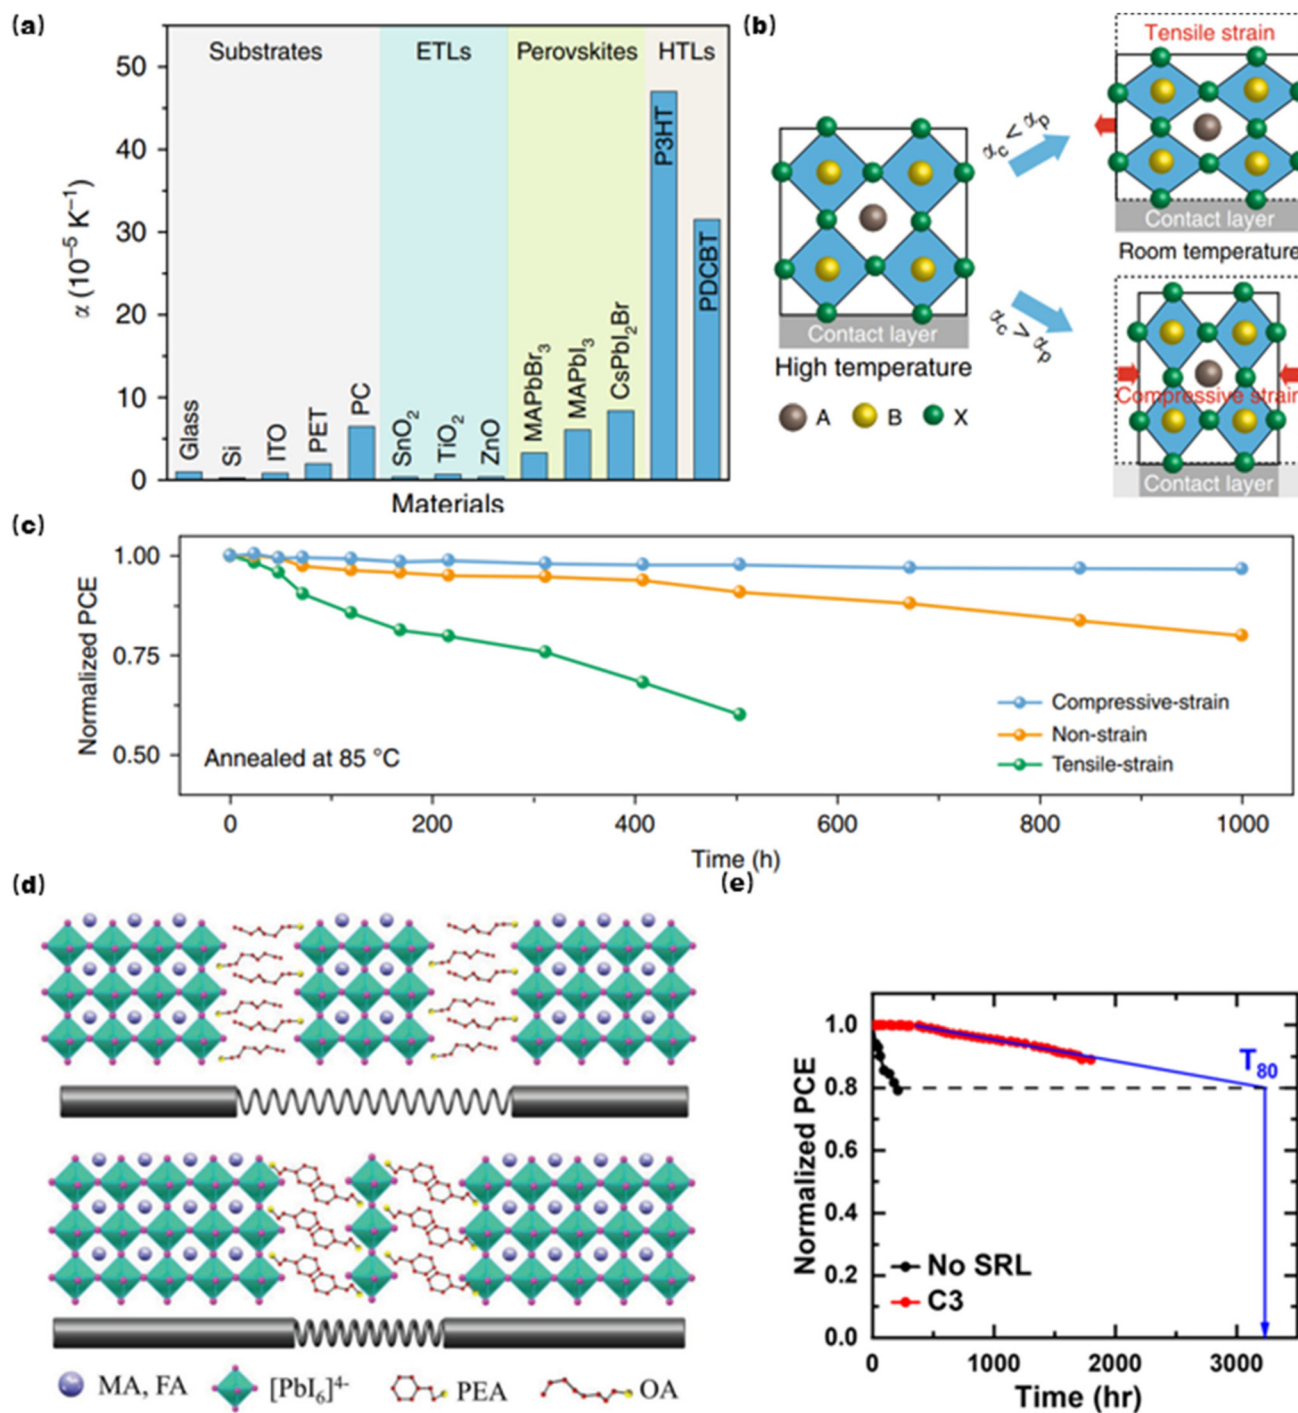 (a)
Substrates ETLs Perovskites HTLs
50
40
30
20
10
0
α (10⁻⁵ K⁻¹)
Glass
Si
ITO
PET
PC
SnO₂
TiO₂
ZnO
MAPbBr₃
MAPbI₃
CsPbI₂Br
P3HT
PDCBT
Materials
(b)
Tensile strain
αc < αp
Contact layer
Room temperature
Contact layer
High temperature
αc > αp
Compressive strain
Contact layer
A B X
(c)
1.00
0.75
0.50
Normalized PCE
Annealed at 85 °C
Compressive-strain
Non-strain
Tensile-strain
0 200 400 600 800 1000
Time (h)
(d)
MA, FA [PbI₆]⁴⁻ PEA OA
(e)
1.0
0.8
0.6
0.4
0.2
0.0
Normalized PCE
T₈₀
No SRL
C3
0 1000 2000 3000
Time (hr)